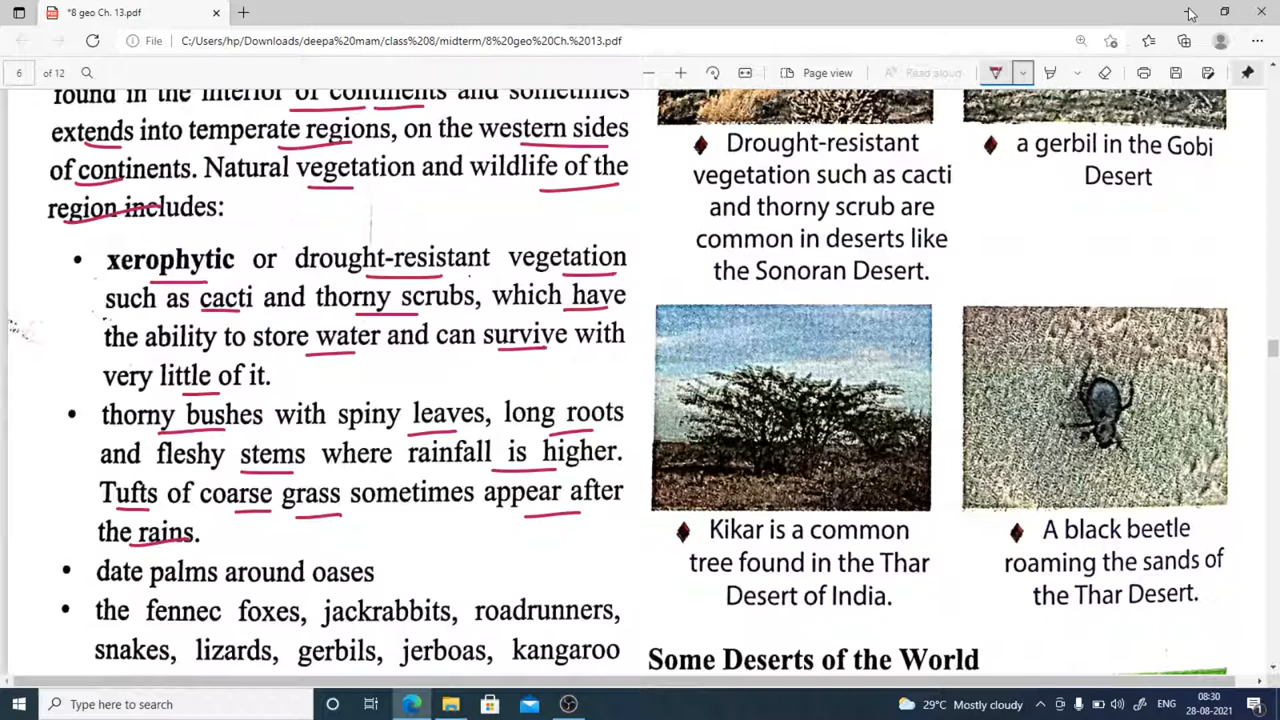 *8 geo Ch. 13.pdf
File
C:/Users/hp/Downloads/deepa%20mam/class%208/midterm/8%20geo%20Ch.%2013.pdf
6
of 12
Page view
Read aloud
found in the interior of continents and sometimes
extends into temperate regions, on the western sides
of continents. Natural vegetation and wildlife of the
region includes:
• xerophytic or drought-resistant vegetation
such as cacti and thorny scrubs, which have
the ability to store water and can survive with
very little of it.
• thorny bushes with spiny leaves, long roots
and fleshy stems where rainfall is higher.
Tufts of coarse grass sometimes appear after
the rains.
• date palms around oases
• the fennec foxes, jackrabbits, roadrunners,
snakes, lizards, gerbils, jerboas, kangaroo
Drought-resistant
vegetation such as cacti
and thorny scrub are
common in deserts like
the Sonoran Desert.
a gerbil in the Gobi
Desert
Kikar is a common
tree found in the Thar
Desert of India.
A black beetle
roaming the sands of
the Thar Desert.
Some Deserts of the World
Type here to search
29°C Mostly cloudy
ENG
08:30
28-08-2021